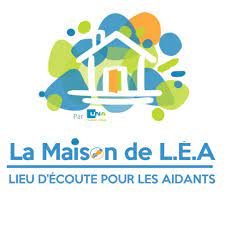 Par UNA
La Maison de L.É.A
LIEU D'ÉCOUTE POUR LES AIDANTS